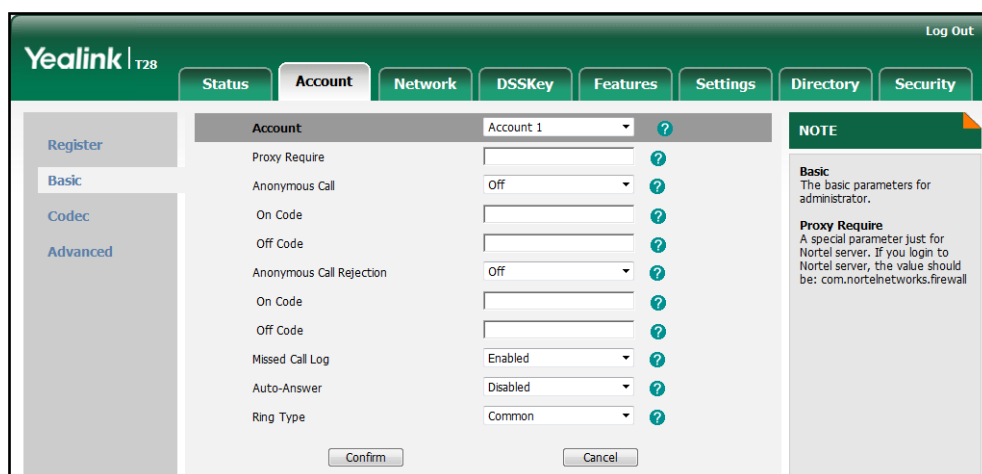 Log Out
Yealink T28
Status Account Network DSSKey Features Settings Directory Security
Register
Basic
Codec
Advanced
Account Account 1 ?
Proxy Require ?
Anonymous Call Off ?
On Code ?
Off Code ?
Anonymous Call Rejection Off ?
On Code ?
Off Code ?
Missed Call Log Enabled ?
Auto-Answer Disabled ?
Ring Type Common ?
Confirm Cancel
NOTE
Basic
The basic parameters for
administrator.
Proxy Require
A special parameter just for
Nortel server. If you login to
Nortel server, the value should
be: com.nortelnetworks.firewall